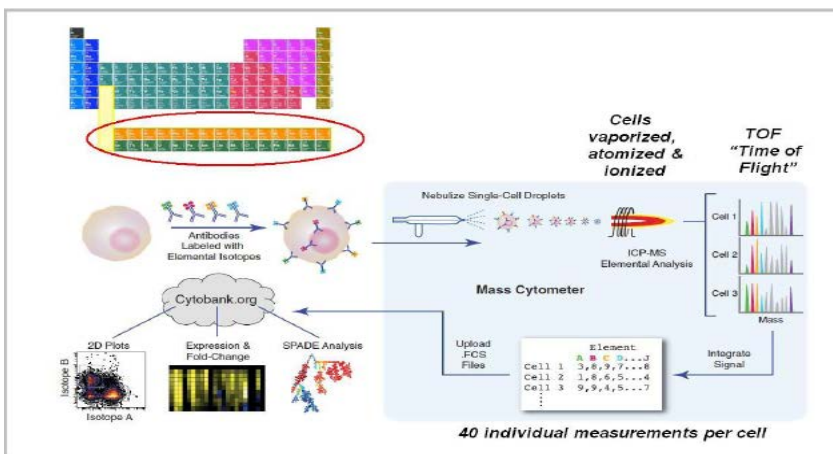 Cells
vaporized,
atomized &
ionized
TOF
"Time of
Flight"
Nebulize Single-Cell Droplets
Antibodies
Labeled with
Elemental Isotopes
ICP-MS
Elemental Analysis
Cell 1
Cell 2
Cell 3
Mass
Mass Cytometer
Cytobank.org
2D Plots
Expression &
Fold-Change
SPADE Analysis
Isotope B
Isotope A
Upload
.FCS
Files
Element
A B C D...J
Cell 1 3,8,9,7...8
Cell 2 1,8,6,5...4
Cell 3 9,9,4,5...7
Integrate
Signal
40 individual measurements per cell